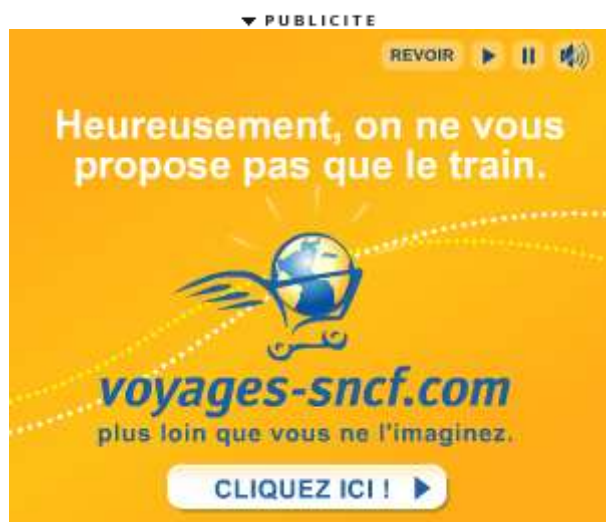 PUBLICITE
REVOIR
Heureusement, on ne vous
propose pas que le train.
voyages-sncf.com
plus loin que vous ne l'imaginez.
CLIQUEZ ICI !